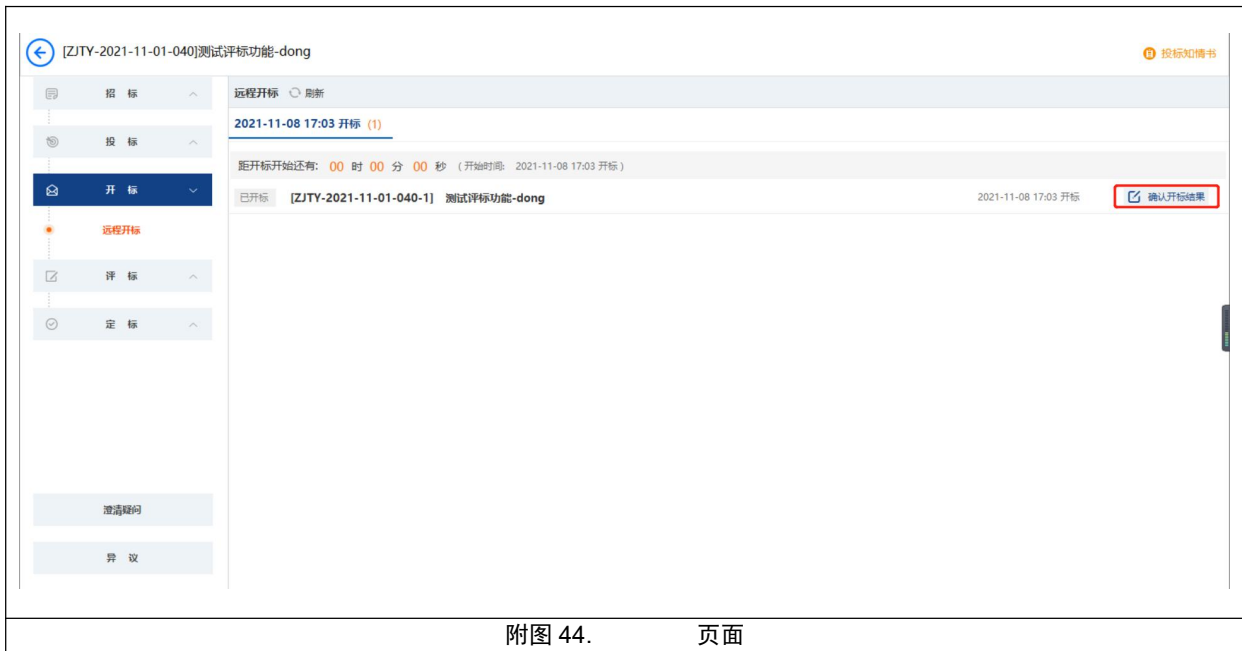 [ZJTY-2021-11-01-040]测试评标功能-dong
投标知情书
招 标
投 标
开 标
远程开标
评 标
定 标
澄清疑问
异 议
远程开标 刷新
2021-11-08 17:03 开标 (1)
距开标开始还有: 00 时 00 分 00 秒 (开始时间: 2021-11-08 17:03 开标)
已开标 [ZJTY-2021-11-01-040-1] 测试评标功能-dong 2021-11-08 17:03 开标 确认开标结果
附图 44. 页面